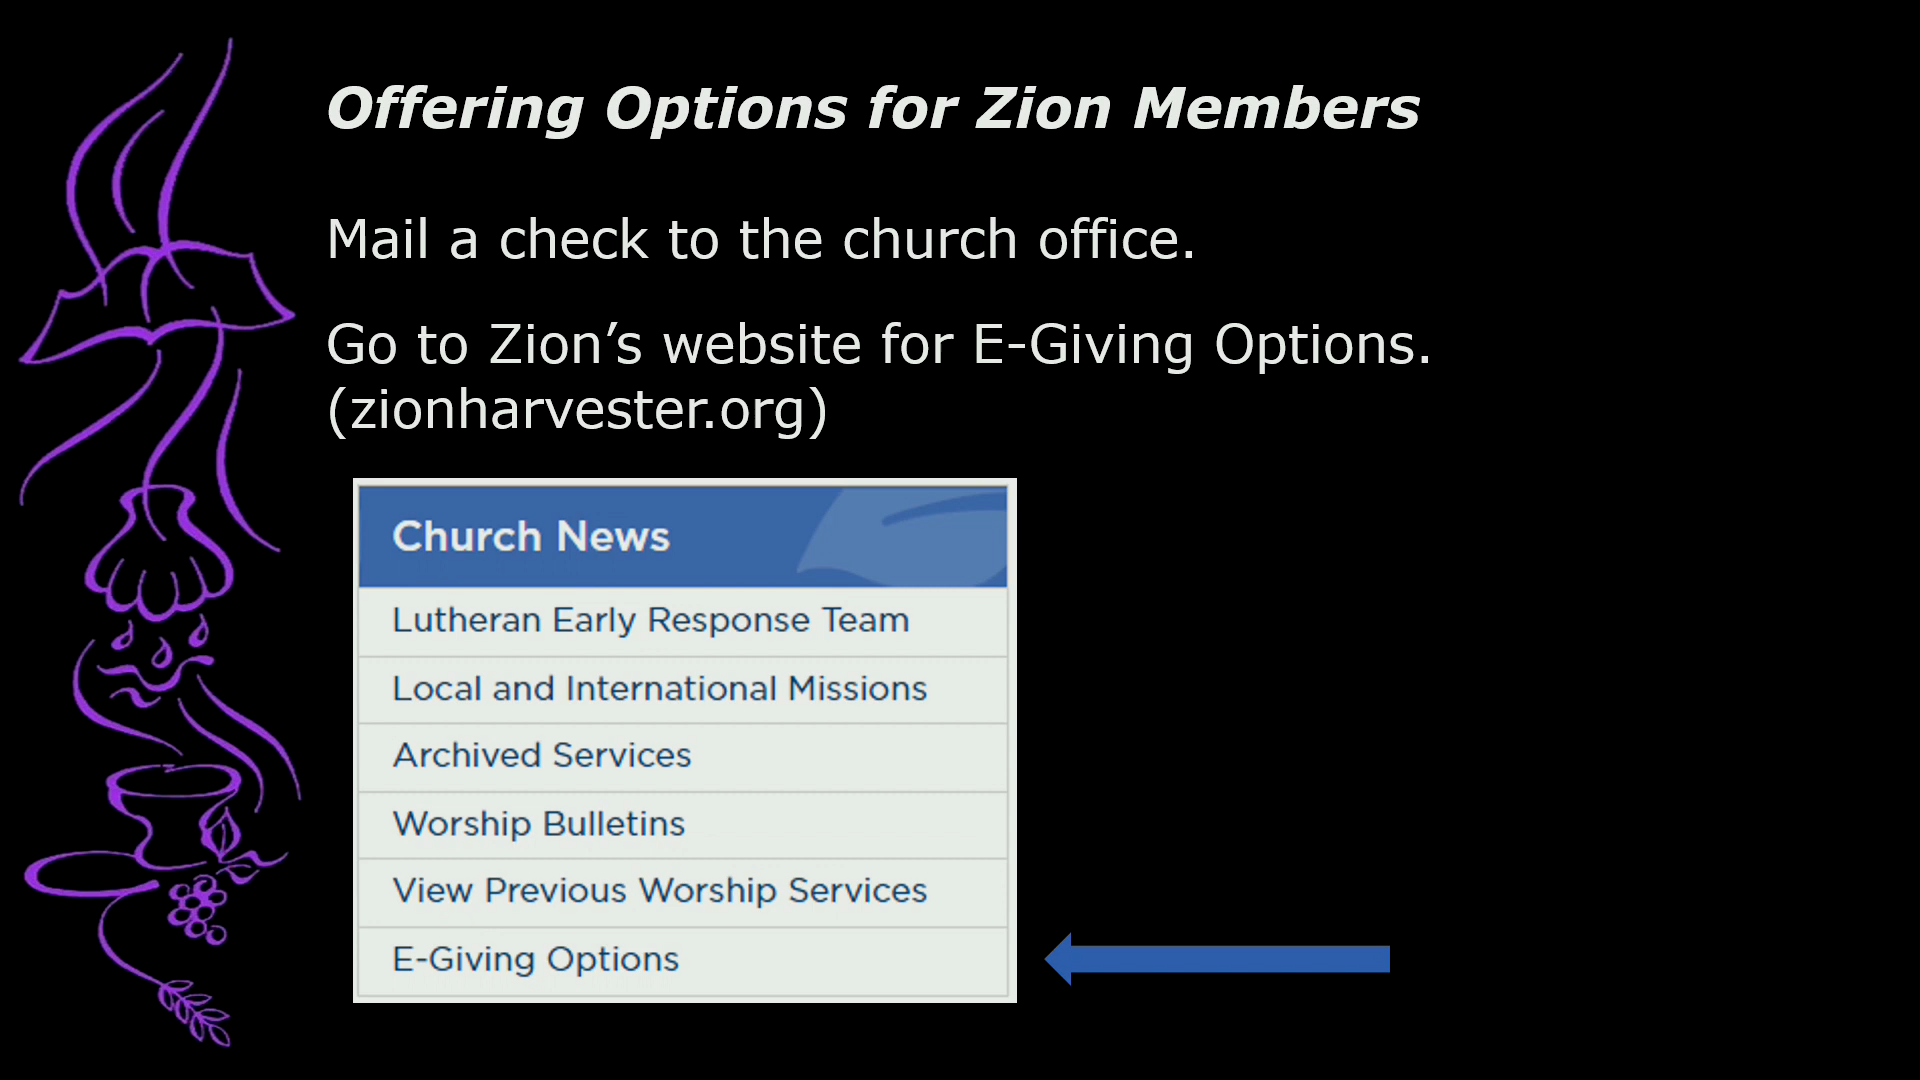 Offering Options for Zion Members
Mail a check to the church office.
Go to Zion’s website for E-Giving Options.
(zionharvester.org)
Church News
Lutheran Early Response Team
Local and International Missions
Archived Services
Worship Bulletins
View Previous Worship Services
E-Giving Options